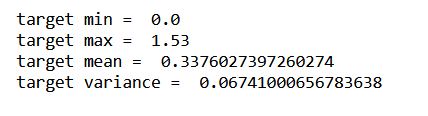 target min =  0.0
target max =  1.53
target mean =  0.3376027397260274
target variance =  0.06741000656783638